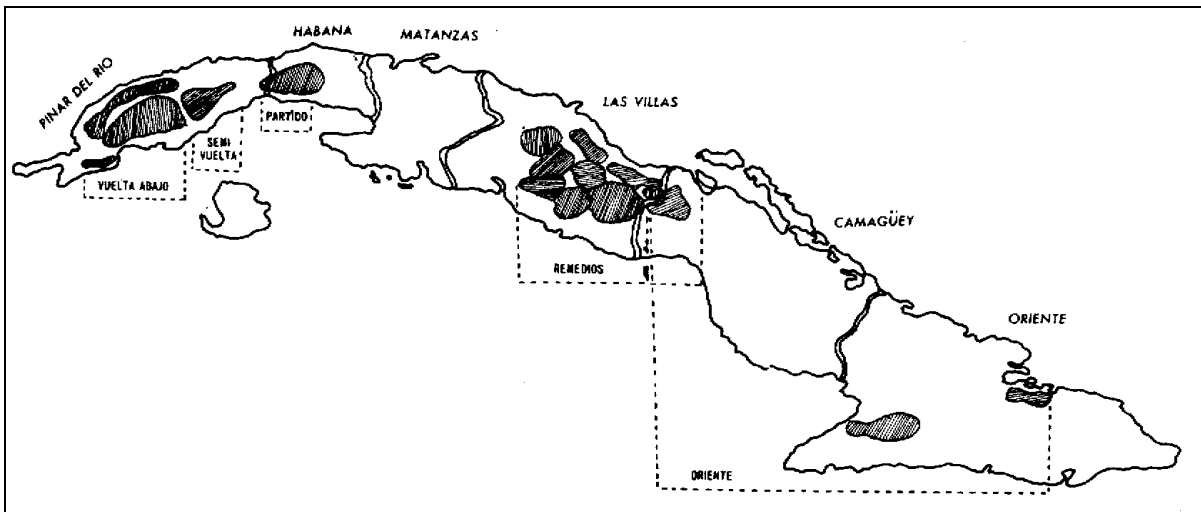 PINAR DEL RIO
HABANA
MATANZAS
LAS VILLAS
CAMAGÜEY
ORIENTE
VUELTA ABAJO
SEMI
VUELTA
PARTIDO
REMEDIOS
ORIENTE